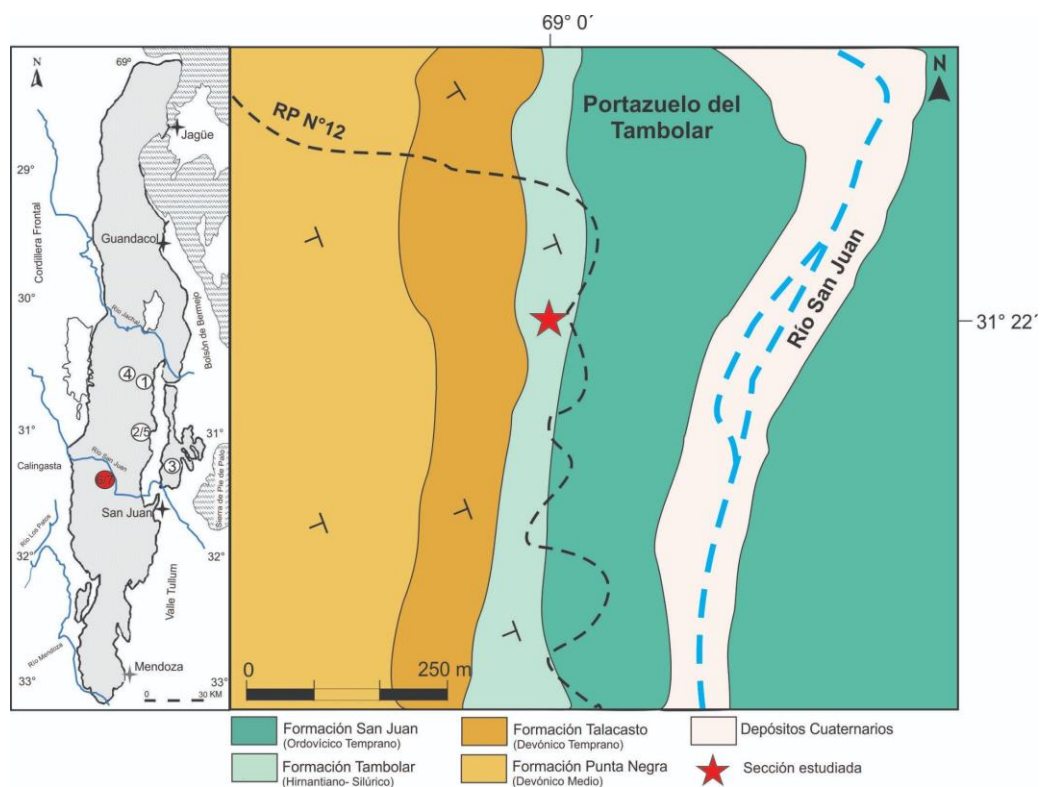 69° 0´
N
69°
Jagüe
29°
Cordillera Frontal
Guandacol
30°
Río Jachal
Bolsón de Bermejo
4
1
2/5
31°
31°
3
Río San Juan
Calingasta
Sierra de Pie de Palo
San Juan
Río Los Patos
32°
32°
Valle Tullum
Río Mendoza
Mendoza
33°
33°
0
30 KM
N
RP N°12
Portazuelo del
Tambolar
Río San Juan
31° 22´
0
250 m
Formación San Juan
(Ordovícico Temprano)
Formación Talacasto
(Devónico Temprano)
Depósitos Cuaternarios
Formación Tambolar
(Hirnantiano- Silúrico)
Formación Punta Negra
(Devónico Medio)
Sección estudiada